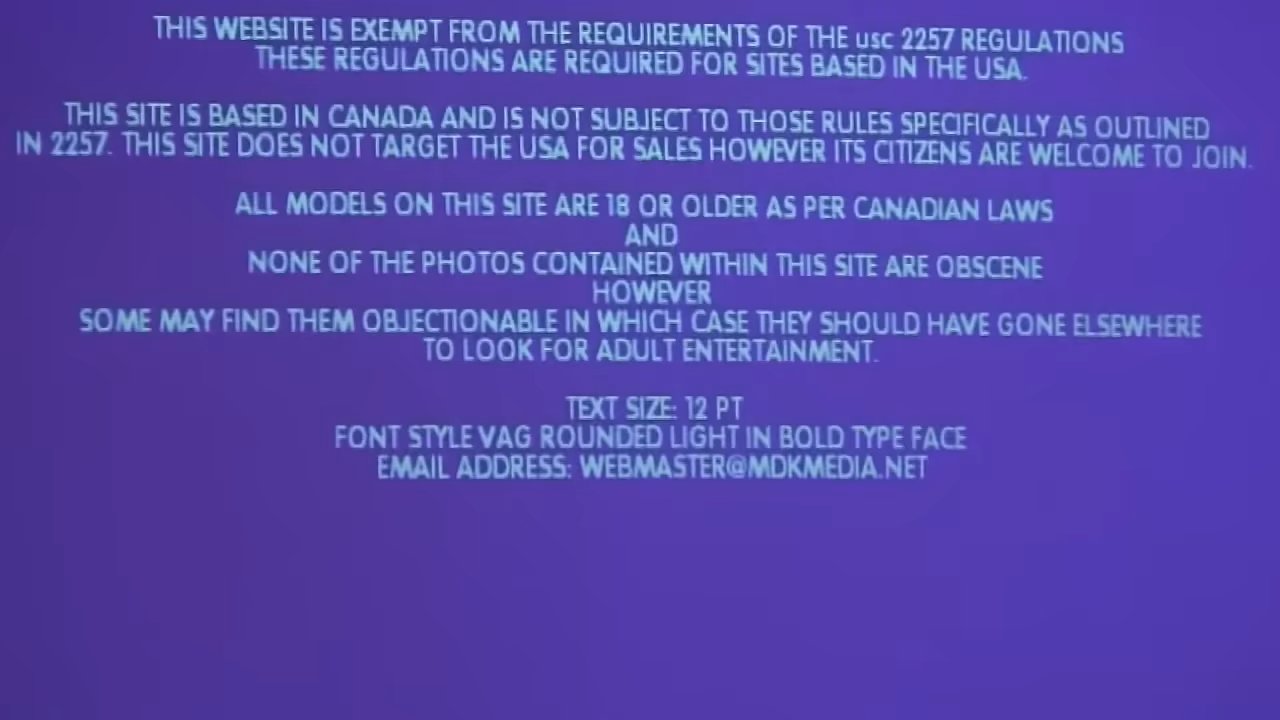 THIS WEBSITE IS EXEMPT FROM THE REQUIREMENTS OF THE usc 2257 REGULATIONS
THESE REGULATIONS ARE REQUIRED FOR SITES BASED IN THE USA.
THIS SITE IS BASED IN CANADA AND IS NOT SUBJECT TO THOSE RULES SPECIFICALLY AS OUTLINED
IN 2257. THIS SITE DOES NOT TARGET THE USA FOR SALES HOWEVER ITS CITIZENS ARE WELCOME TO JOIN.
ALL MODELS ON THIS SITE ARE 18 OR OLDER AS PER CANADIAN LAWS
AND
NONE OF THE PHOTOS CONTAINED WITHIN THIS SITE ARE OBSCENE
HOWEVER
SOME MAY FIND THEM OBJECTIONABLE IN WHICH CASE THEY SHOULD HAVE GONE ELSEWHERE
TO LOOK FOR ADULT ENTERTAINMENT.
TEXT SIZE: 12 PT
FONT STYLE VAG ROUNDED LIGHT IN BOLD TYPE FACE
EMAIL ADDRESS: WEBMASTER@MDKMEDIA.NET